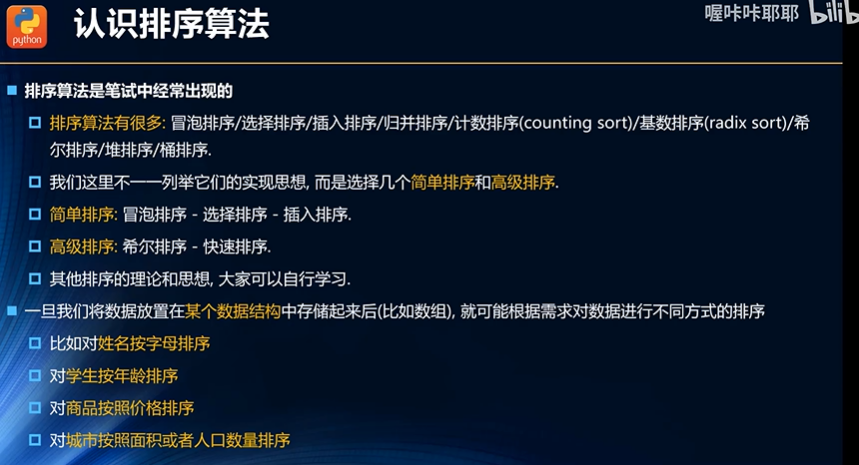 python
认识排序算法
喔咔咔耶耶 bilib
排序算法是笔试中经常出现的
排序算法有很多: 冒泡排序/选择排序/插入排序/归并排序/计数排序(counting sort)/基数排序(radix sort)/希
尔排序/堆排序/桶排序.
我们这里不一一列举它们的实现思想, 而是选择几个简单排序和高级排序.
简单排序: 冒泡排序 - 选择排序 - 插入排序.
高级排序: 希尔排序 - 快速排序.
其他排序的理论和思想, 大家可以自行学习.
一旦我们将数据放置在某个数据结构中存储起来后(比如数组), 就可能根据需求对数据进行不同方式的排序
比如对姓名按字母排序
对学生按年龄排序
对商品按照价格排序
对城市按照面积或者人口数量排序